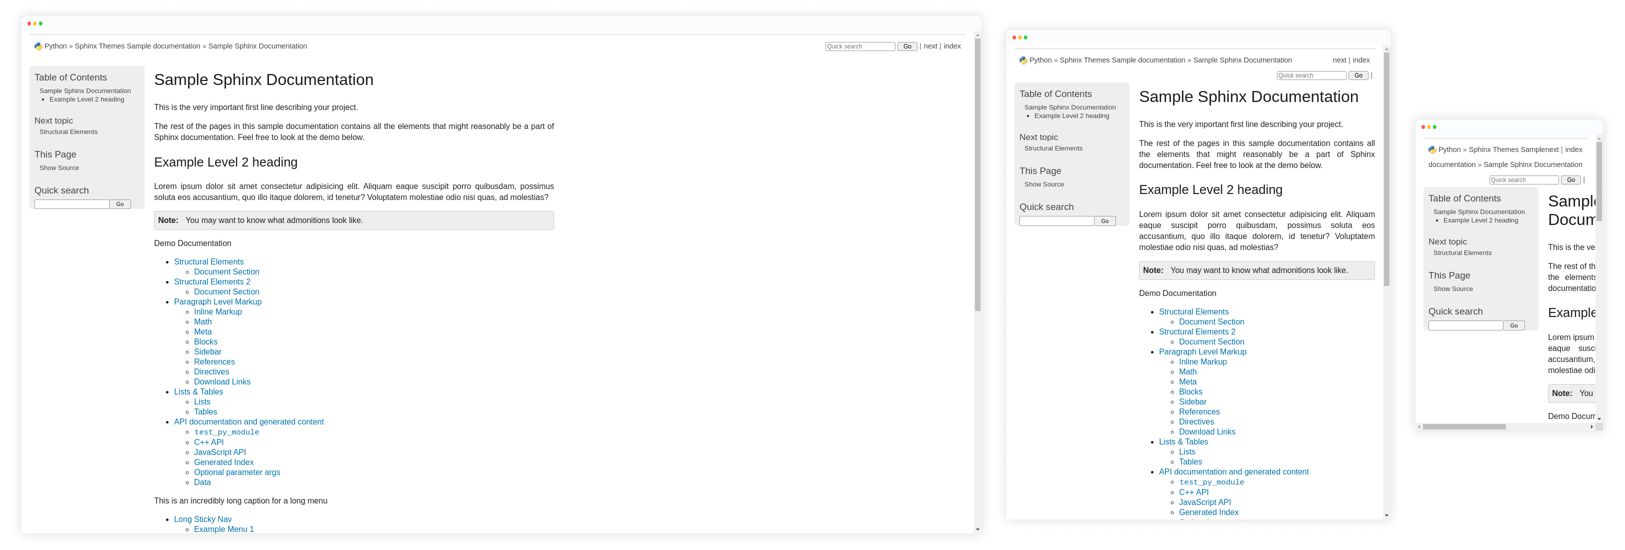 Python » Sphinx Themes Sample documentation » Sample Sphinx Documentation
Quick search Go | next | index
Table of Contents
Sample Sphinx Documentation
Example Level 2 heading
Next topic
Structural Elements
This Page
Show Source
Quick search
Go
Sample Sphinx Documentation
This is the very important first line describing your project.
The rest of the pages in this sample documentation contains all the elements that might reasonably be a part of
Sphinx documentation. Feel free to look at the demo below.
Example Level 2 heading
Lorem ipsum dolor sit amet consectetur adipisicing elit. Aliquam eaque suscipit porro quibusdam, possimus
soluta eos accusantium, quo illo itaque dolorem, id tenetur? Voluptatem molestiae odio nisi quas, ad molestias?
Note: You may want to know what admonitions look like.
Demo Documentation
Structural Elements
Document Section
Structural Elements 2
Document Section
Paragraph Level Markup
Inline Markup
Math
Meta
Blocks
Sidebar
References
Directives
Download Links
Lists & Tables
Lists
Tables
API documentation and generated content
test_py_module
C++ API
JavaScript API
Generated Index
Optional parameter args
Data
This is an incredibly long caption for a long menu
Long Sticky Nav
Example Menu 1
Python » Sphinx Themes Sample documentation » Sample Sphinx Documentation
next | index
Quick search Go |
Table of Contents
Sample Sphinx Documentation
Example Level 2 heading
Next topic
Structural Elements
This Page
Show Source
Quick search
Go
Sample Sphinx Documentation
This is the very important first line describing your project.
The rest of the pages in this sample documentation contains all
the elements that might reasonably be a part of Sphinx
documentation. Feel free to look at the demo below.
Example Level 2 heading
Lorem ipsum dolor sit amet consectetur adipisicing elit. Aliquam
eaque suscipit porro quibusdam, possimus soluta eos
accusantium, quo illo itaque dolorem, id tenetur? Voluptatem
molestiae odio nisi quas, ad molestias?
Note: You may want to know what admonitions look like.
Demo Documentation
Structural Elements
Document Section
Structural Elements 2
Document Section
Paragraph Level Markup
Inline Markup
Math
Meta
Blocks
Sidebar
References
Directives
Download Links
Lists & Tables
Lists
Tables
API documentation and generated content
test_py_module
C++ API
JavaScript API
Generated Index
Python » Sphinx Themes Samplenext | index
documentation » Sample Sphinx Documentation
Quick search Go |
Table of Contents
Sample Sphinx Documentation
Example Level 2 heading
Next topic
Structural Elements
This Page
Show Source
Quick search
Go
Sample
Docum
This is the ve
The rest of th
the elements
documentatio
Example
Lorem ipsum
eaque susci
accusantium,
molestiae odi
Note: You
Demo Docum